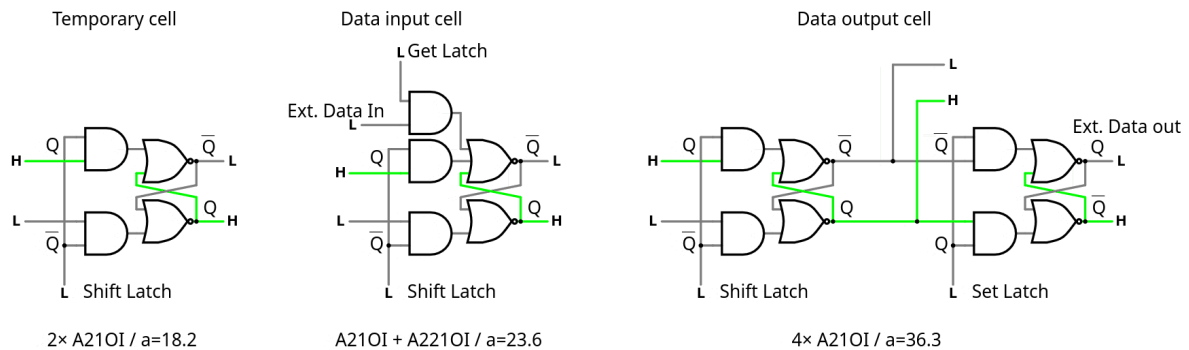 Temporary cell
Data input cell
Data output cell
L Get Latch
L
H
Ext. Data In
L
Ext. Data out
Q
Q
Q
Q
Q
Q
Q
H
L
H
L
H
L
L
Q
Q
Q
Q
L
H
L
H
L
H
Q
Q
Q
Q
L Shift Latch
L Shift Latch
L Shift Latch
L Set Latch
2× A21OI / a=18.2
A21OI + A221OI / a=23.6
4× A21OI / a=36.3